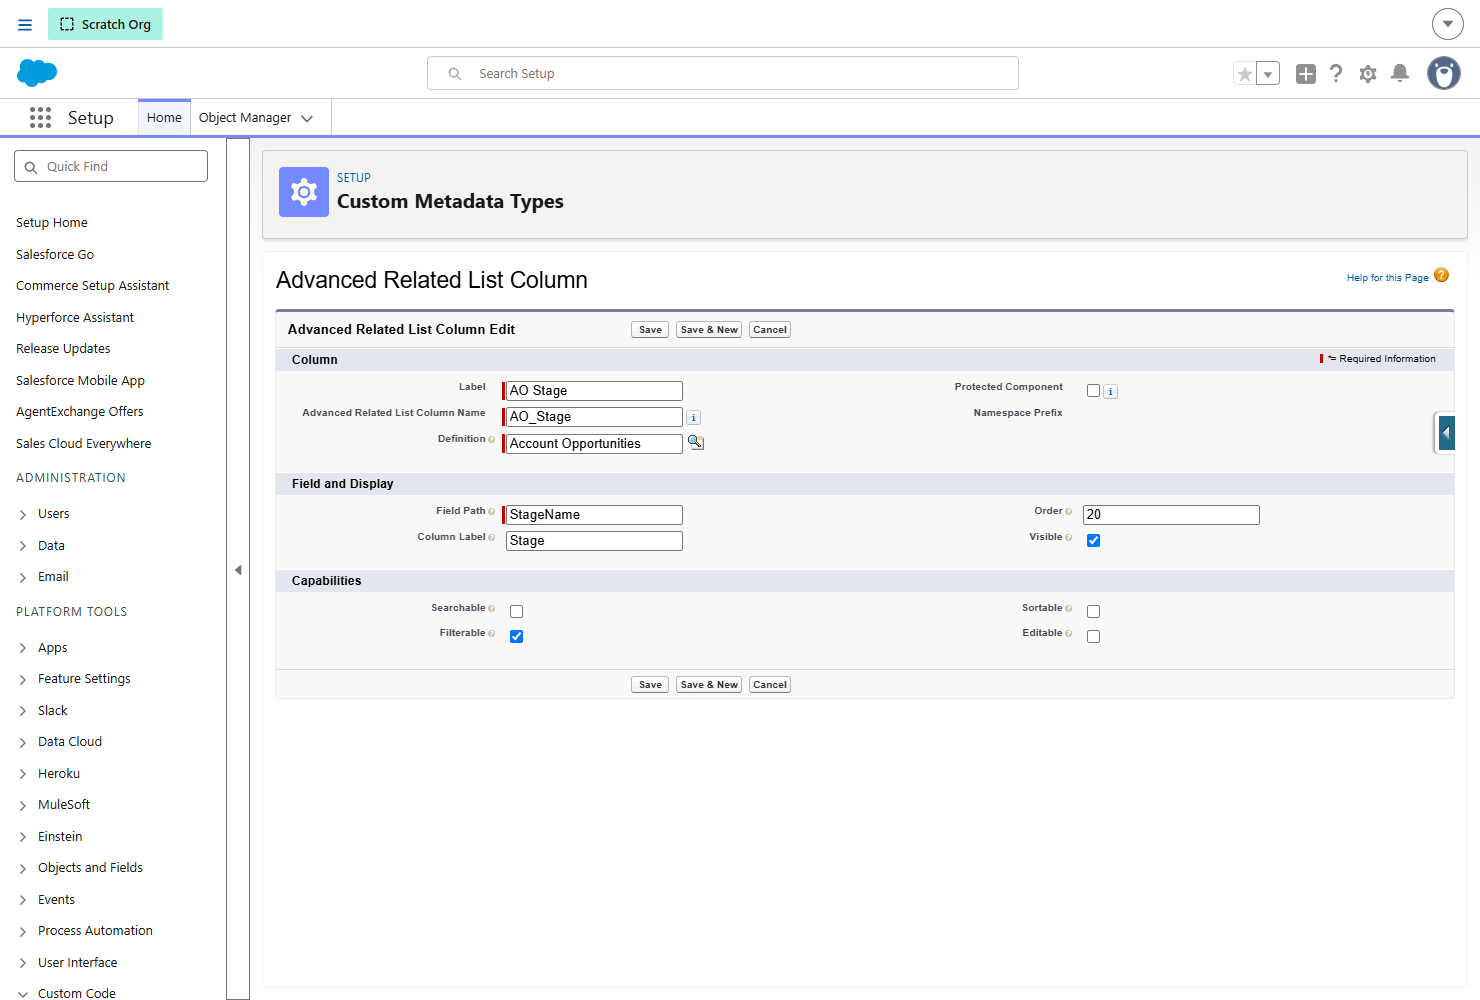 Scratch Org
Search Setup
Setup
Home
Object Manager
Quick Find
Setup Home
Salesforce Go
Commerce Setup Assistant
Hyperforce Assistant
Release Updates
Salesforce Mobile App
AgentExchange Offers
Sales Cloud Everywhere
ADMINISTRATION
Users
Data
Email
PLATFORM TOOLS
Apps
Feature Settings
Slack
Data Cloud
Heroku
MuleSoft
Einstein
Objects and Fields
Events
Process Automation
User Interface
Custom Code
SETUP
Custom Metadata Types
Advanced Related List Column
Help for this Page
Advanced Related List Column Edit
Save Save & New Cancel
Column
= Required Information
Label AO Stage
Protected Component
Advanced Related List Column Name AO_Stage
Namespace Prefix
Definition Account Opportunities
Field and Display
Field Path StageName
Order 20
Column Label Stage
Visible
Capabilities
Searchable
Sortable
Filterable
Editable
Save Save & New Cancel